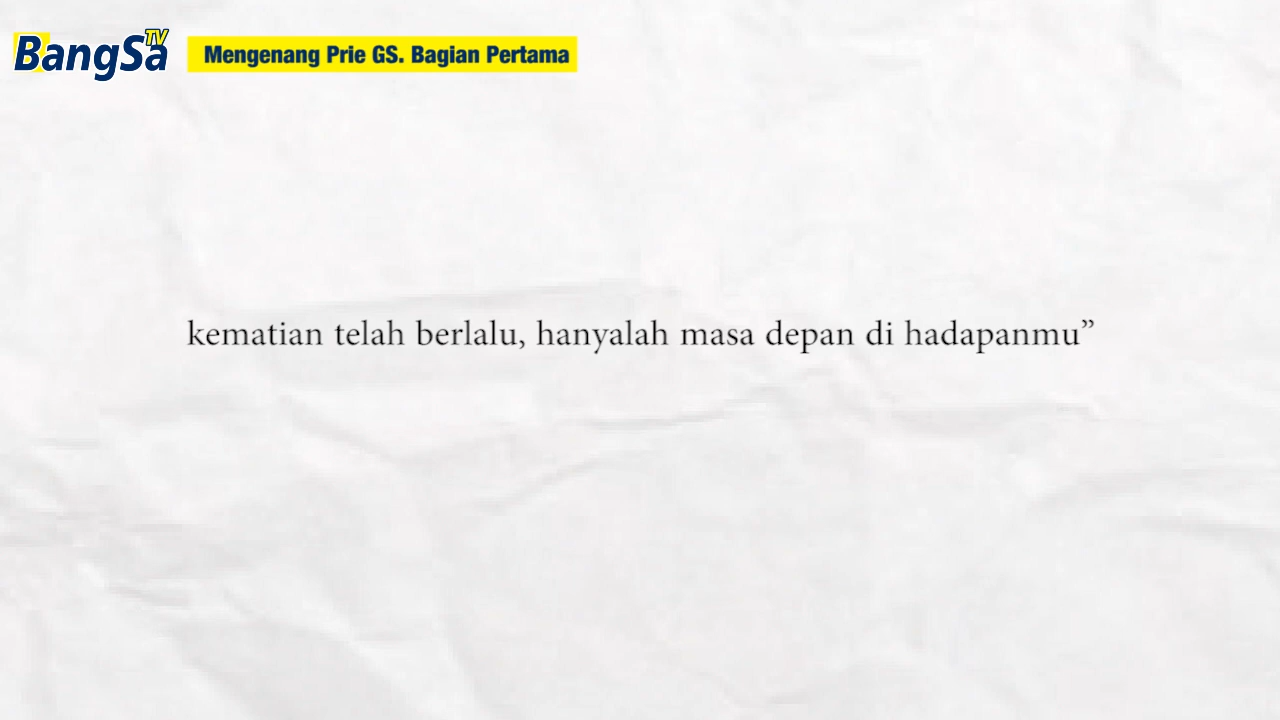 BangSa TV
Mengenang Prie GS. Bagian Pertama
kematian telah berlalu, hanyalah masa depan di hadapanmu”